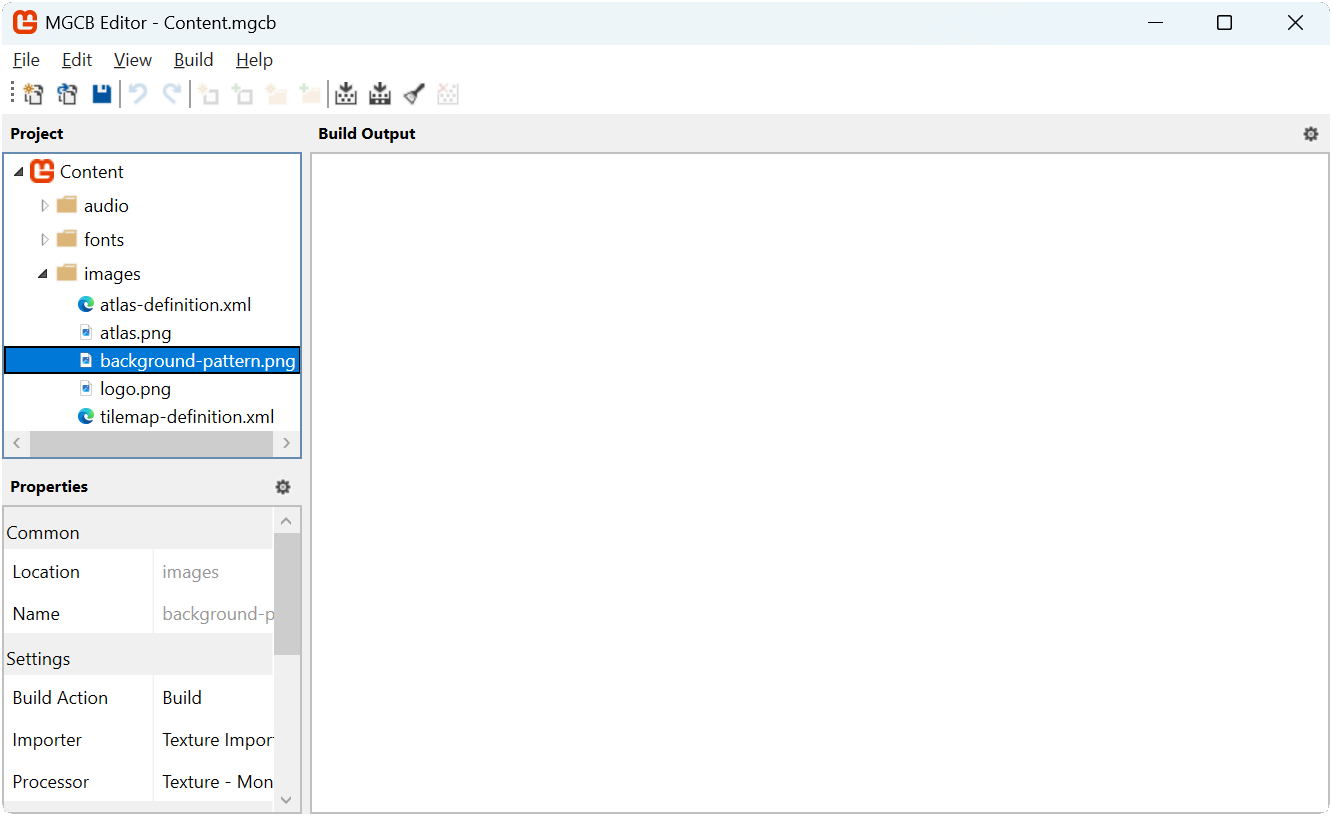 MGCB Editor - Content.mgcb
File Edit View Build Help
Project
Content
audio
fonts
images
atlas-definition.xml
atlas.png
background-pattern.png
logo.png
tilemap-definition.xml
Properties
Common
Location images
Name background-p
Settings
Build Action Build
Importer Texture Impor
Processor Texture - Mon
Build Output